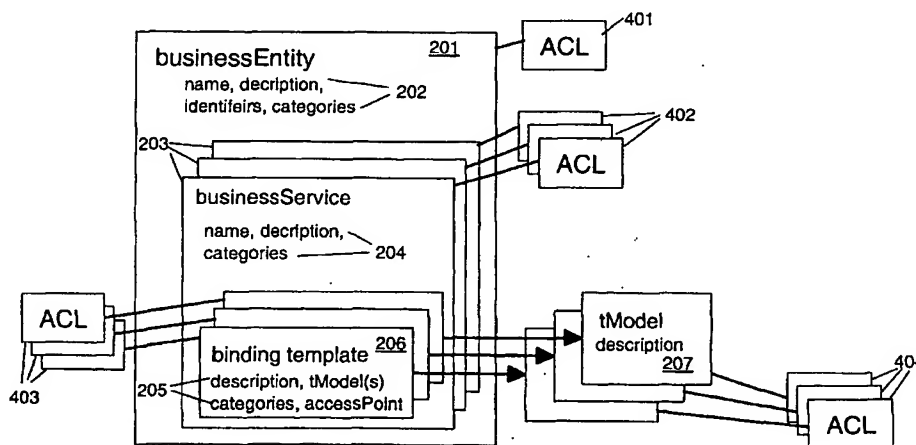 businessEntity 201
name, decription,
identifeirs, categories
202
ACL
401
402
ACL
203
businessService
name, decription,
categories
204
ACL
403
binding template 206
205
description, tModel(s)
categories, accessPoint
tModel
description
207
ACL